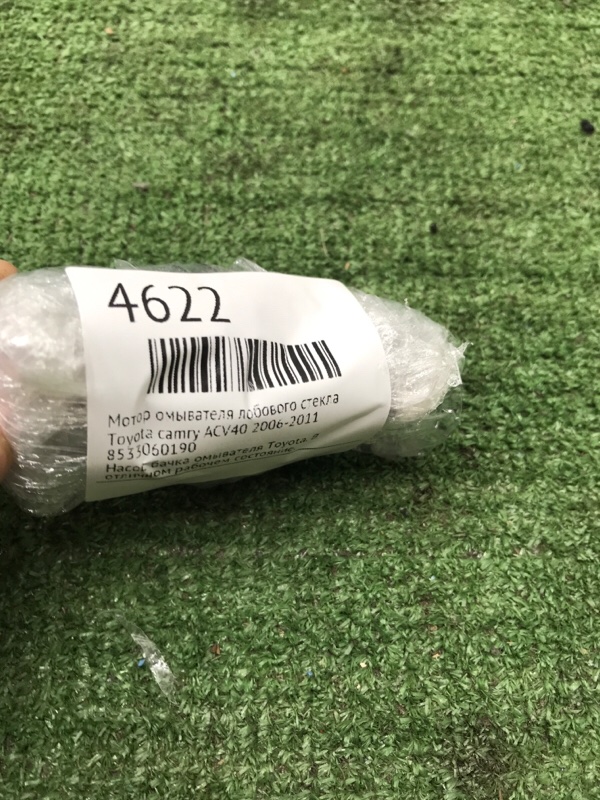 4622
Мотор омывателя лобового стекла
Toyota camry ACV40 2006-2011
8533060190
Насос бачка омывателя Toyota. В
отличном рабочем состоянии